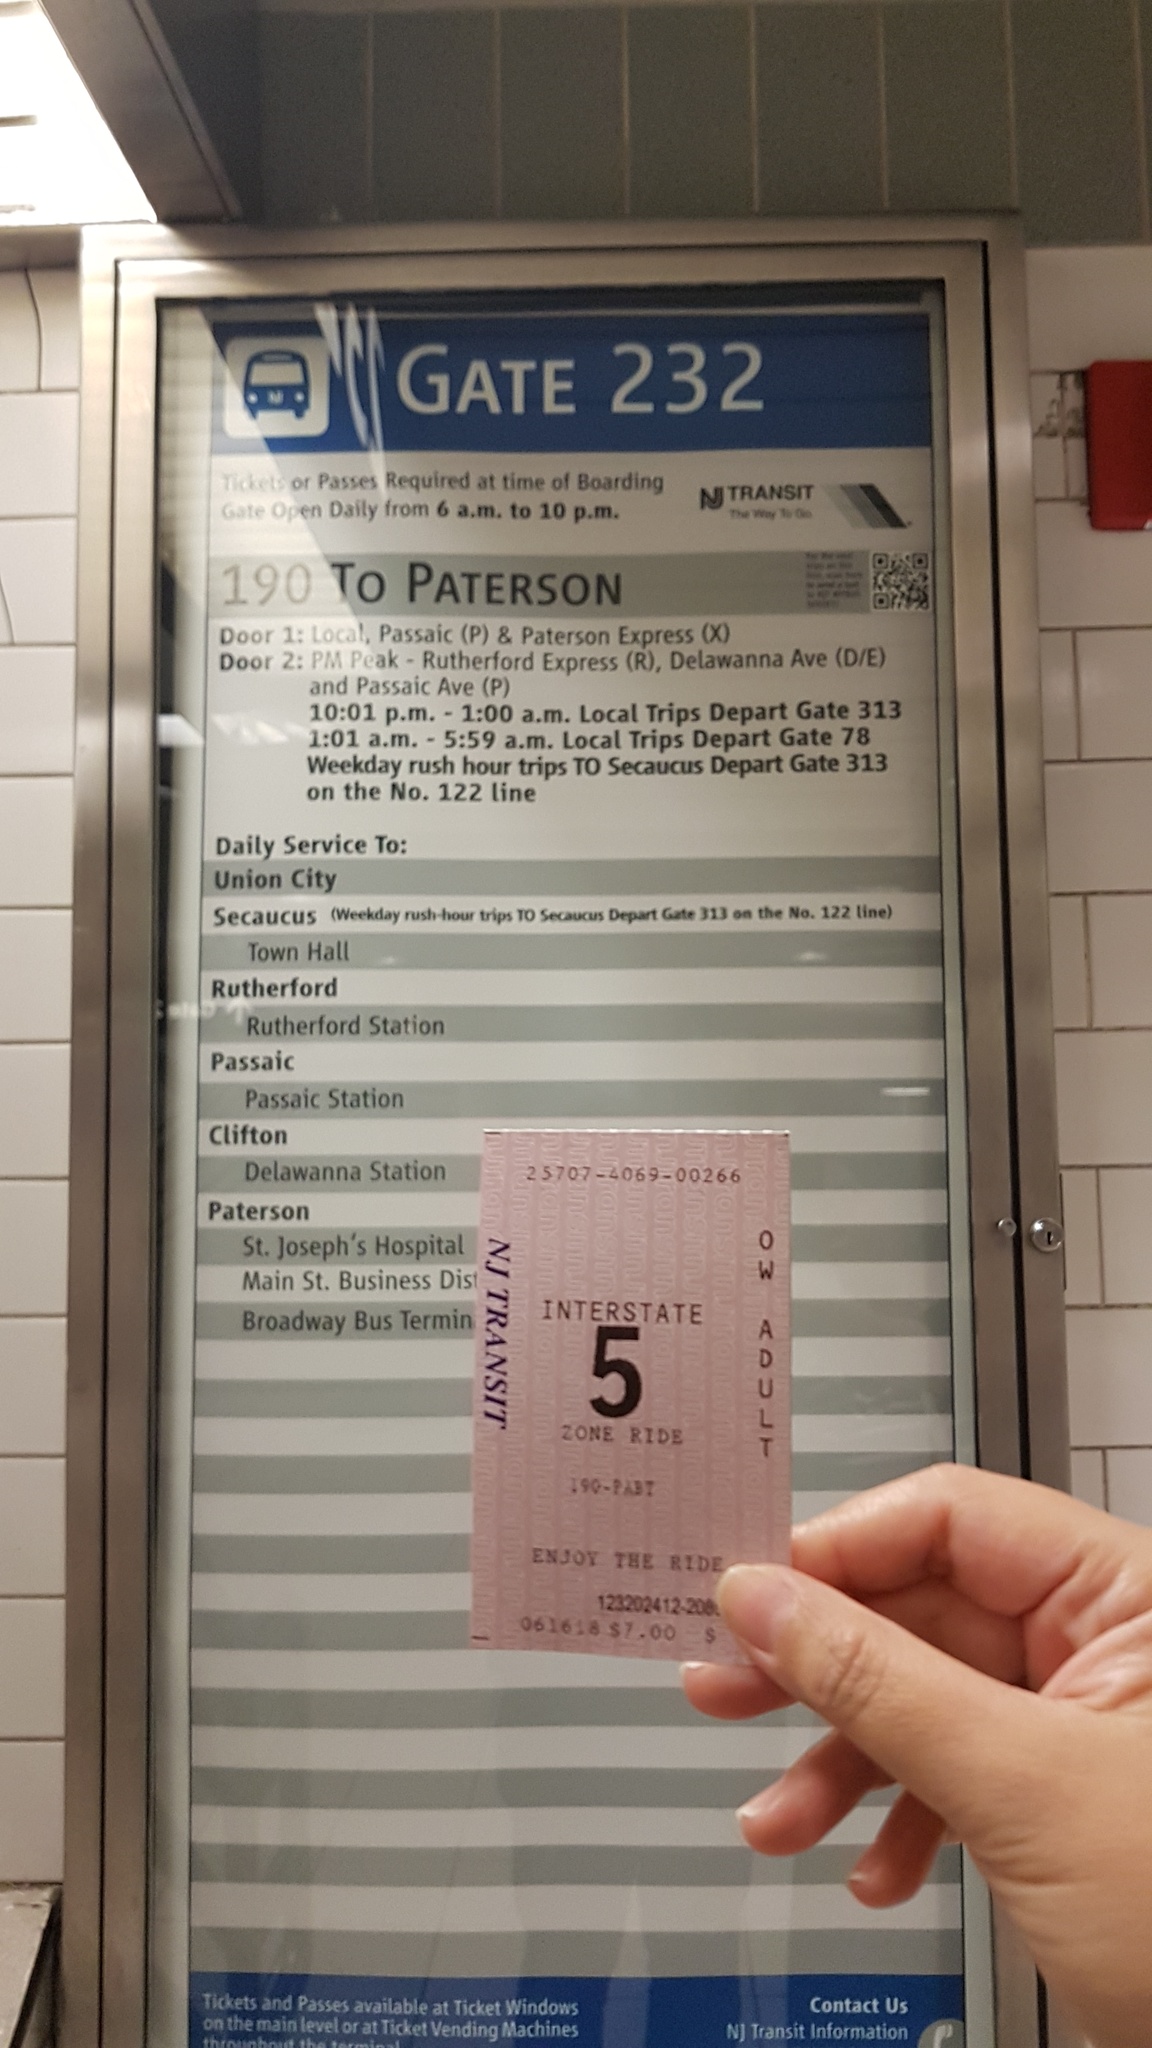 GATE 232
Tickets or Passes Required at time of Boarding
Gate Open Daily from 6 a.m. to 10 p.m.
NJ TRANSIT
The Way To Go
190 TO PATERSON
Door 1: Local, Passaic (P) & Paterson Express (X)
Door 2: PM Peak - Rutherford Express (R), Delawanna Ave (D/E)
and Passaic Ave (P)
10:01 p.m. - 1:00 a.m. Local Trips Depart Gate 313
1:01 a.m. - 5:59 a.m. Local Trips Depart Gate 78
Weekday rush hour trips TO Secaucus Depart Gate 313
on the No. 122 line
Daily Service To:
Union City
Secaucus (Weekday rush-hour trips TO Secaucus Depart Gate 313 on the No. 122 line)
Town Hall
Rutherford
Rutherford Station
Passaic
Passaic Station
Clifton
Delawanna Station
Paterson
St. Joseph's Hospital
Main St. Business Dist
Broadway Bus Termin
25707-4069-00266
NJ TRANSIT
OW ADULT
INTERSTATE
5
ZONE RIDE
190-PABT
ENJOY THE RIDE
123202412-208
061618 $7.00 $
Tickets and Passes available at Ticket Windows
on the main level or at Ticket Vending Machines
throughout the terminal
Contact Us
NJ Transit Information